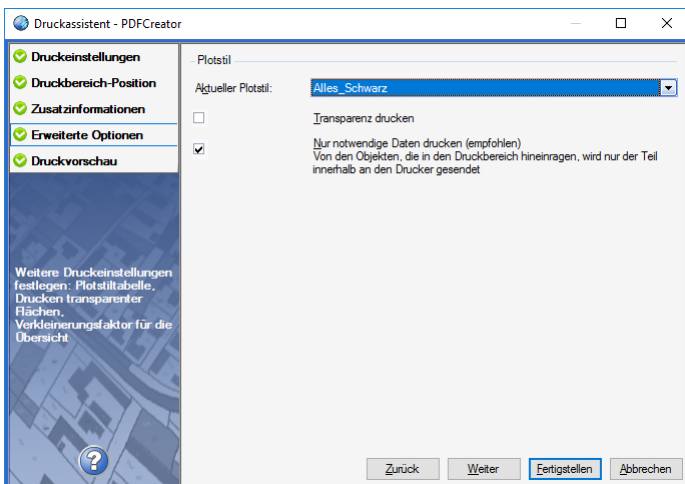 Druckassistent - PDFCreator
Druckeinstellungen
Druckbereich-Position
Zusatzinformationen
Erweiterte Optionen
Druckvorschau
Weitere Druckeinstellungen
festlegen: Plotstiltabelle,
Drucken transparenter
Flächen,
Verkleinerungsfaktor für die
Übersicht
?
Plotstil
Aktueller Plotstil:
Alles_Schwarz
Transparenz drucken
Nur notwendige Daten drucken (empfohlen)
Von den Objekten, die in den Druckbereich hineinragen, wird nur der Teil
innerhalb an den Drucker gesendet
Zurück
Weiter
Fertigstellen
Abbrechen